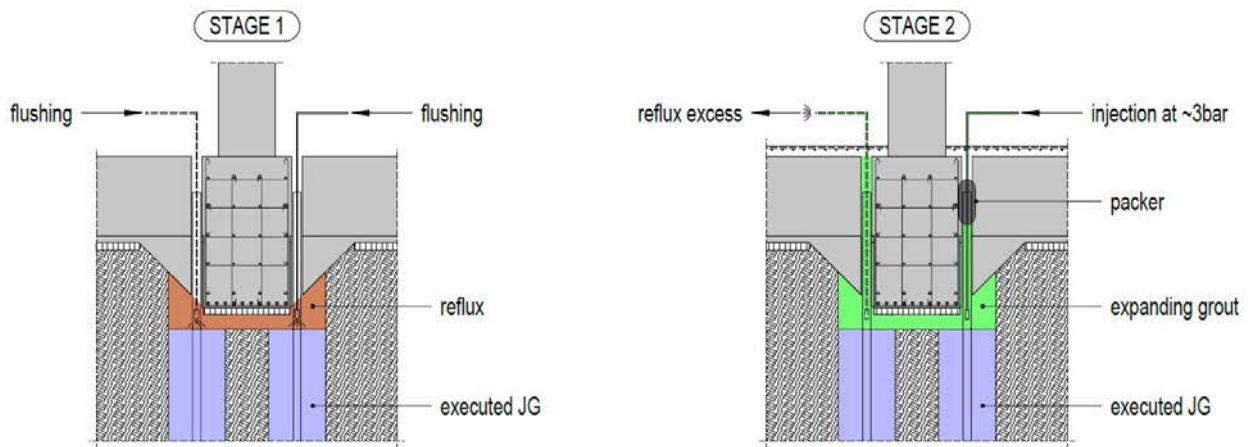 STAGE 1
STAGE 2
flushing
flushing
reflux excess
injection at ~3bar
packer
reflux
expanding grout
executed JG
executed JG